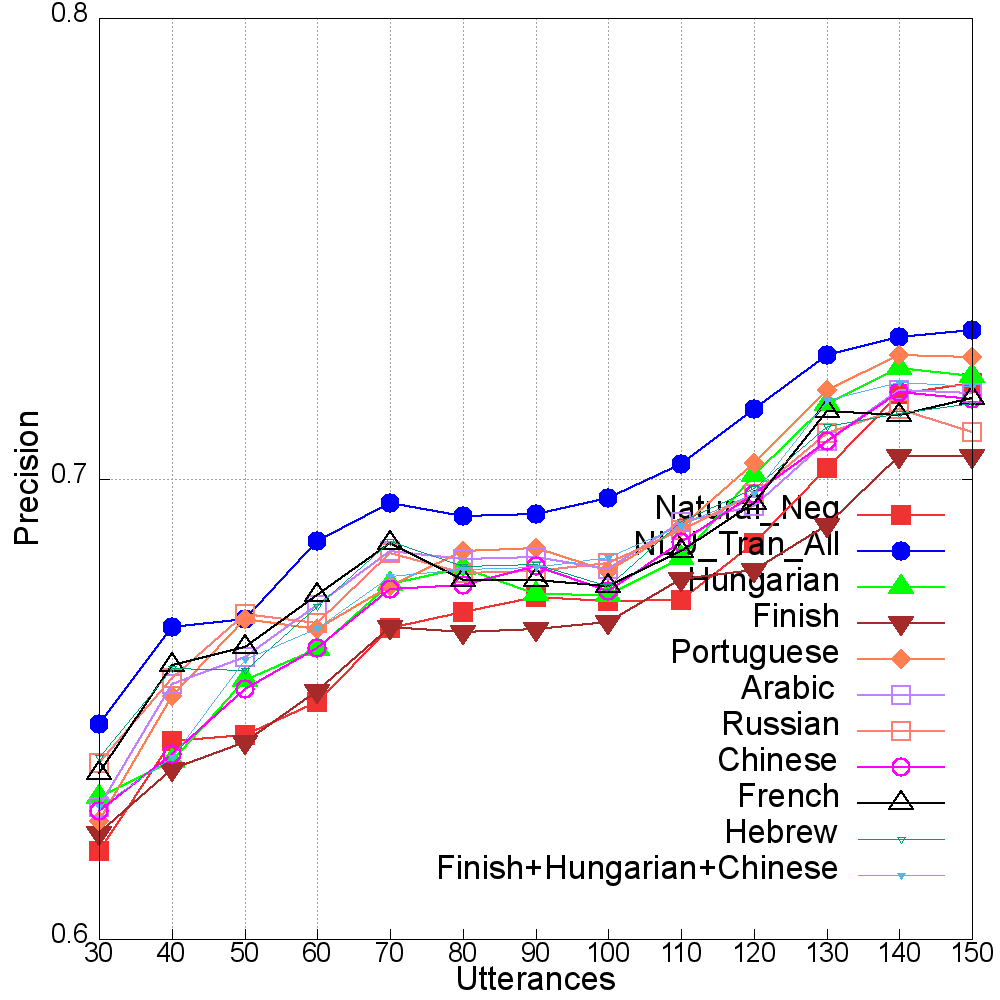 0.8
Precision
0.7
Natural_Neg
Hungarian
Finish
Portuguese
Arabic
Russian
Chinese
French
Hebrew
Finish+Hungarian+Chinese
0.6
30 40 50 60 70 80 90 100 110 120 130 140 150
Utterances